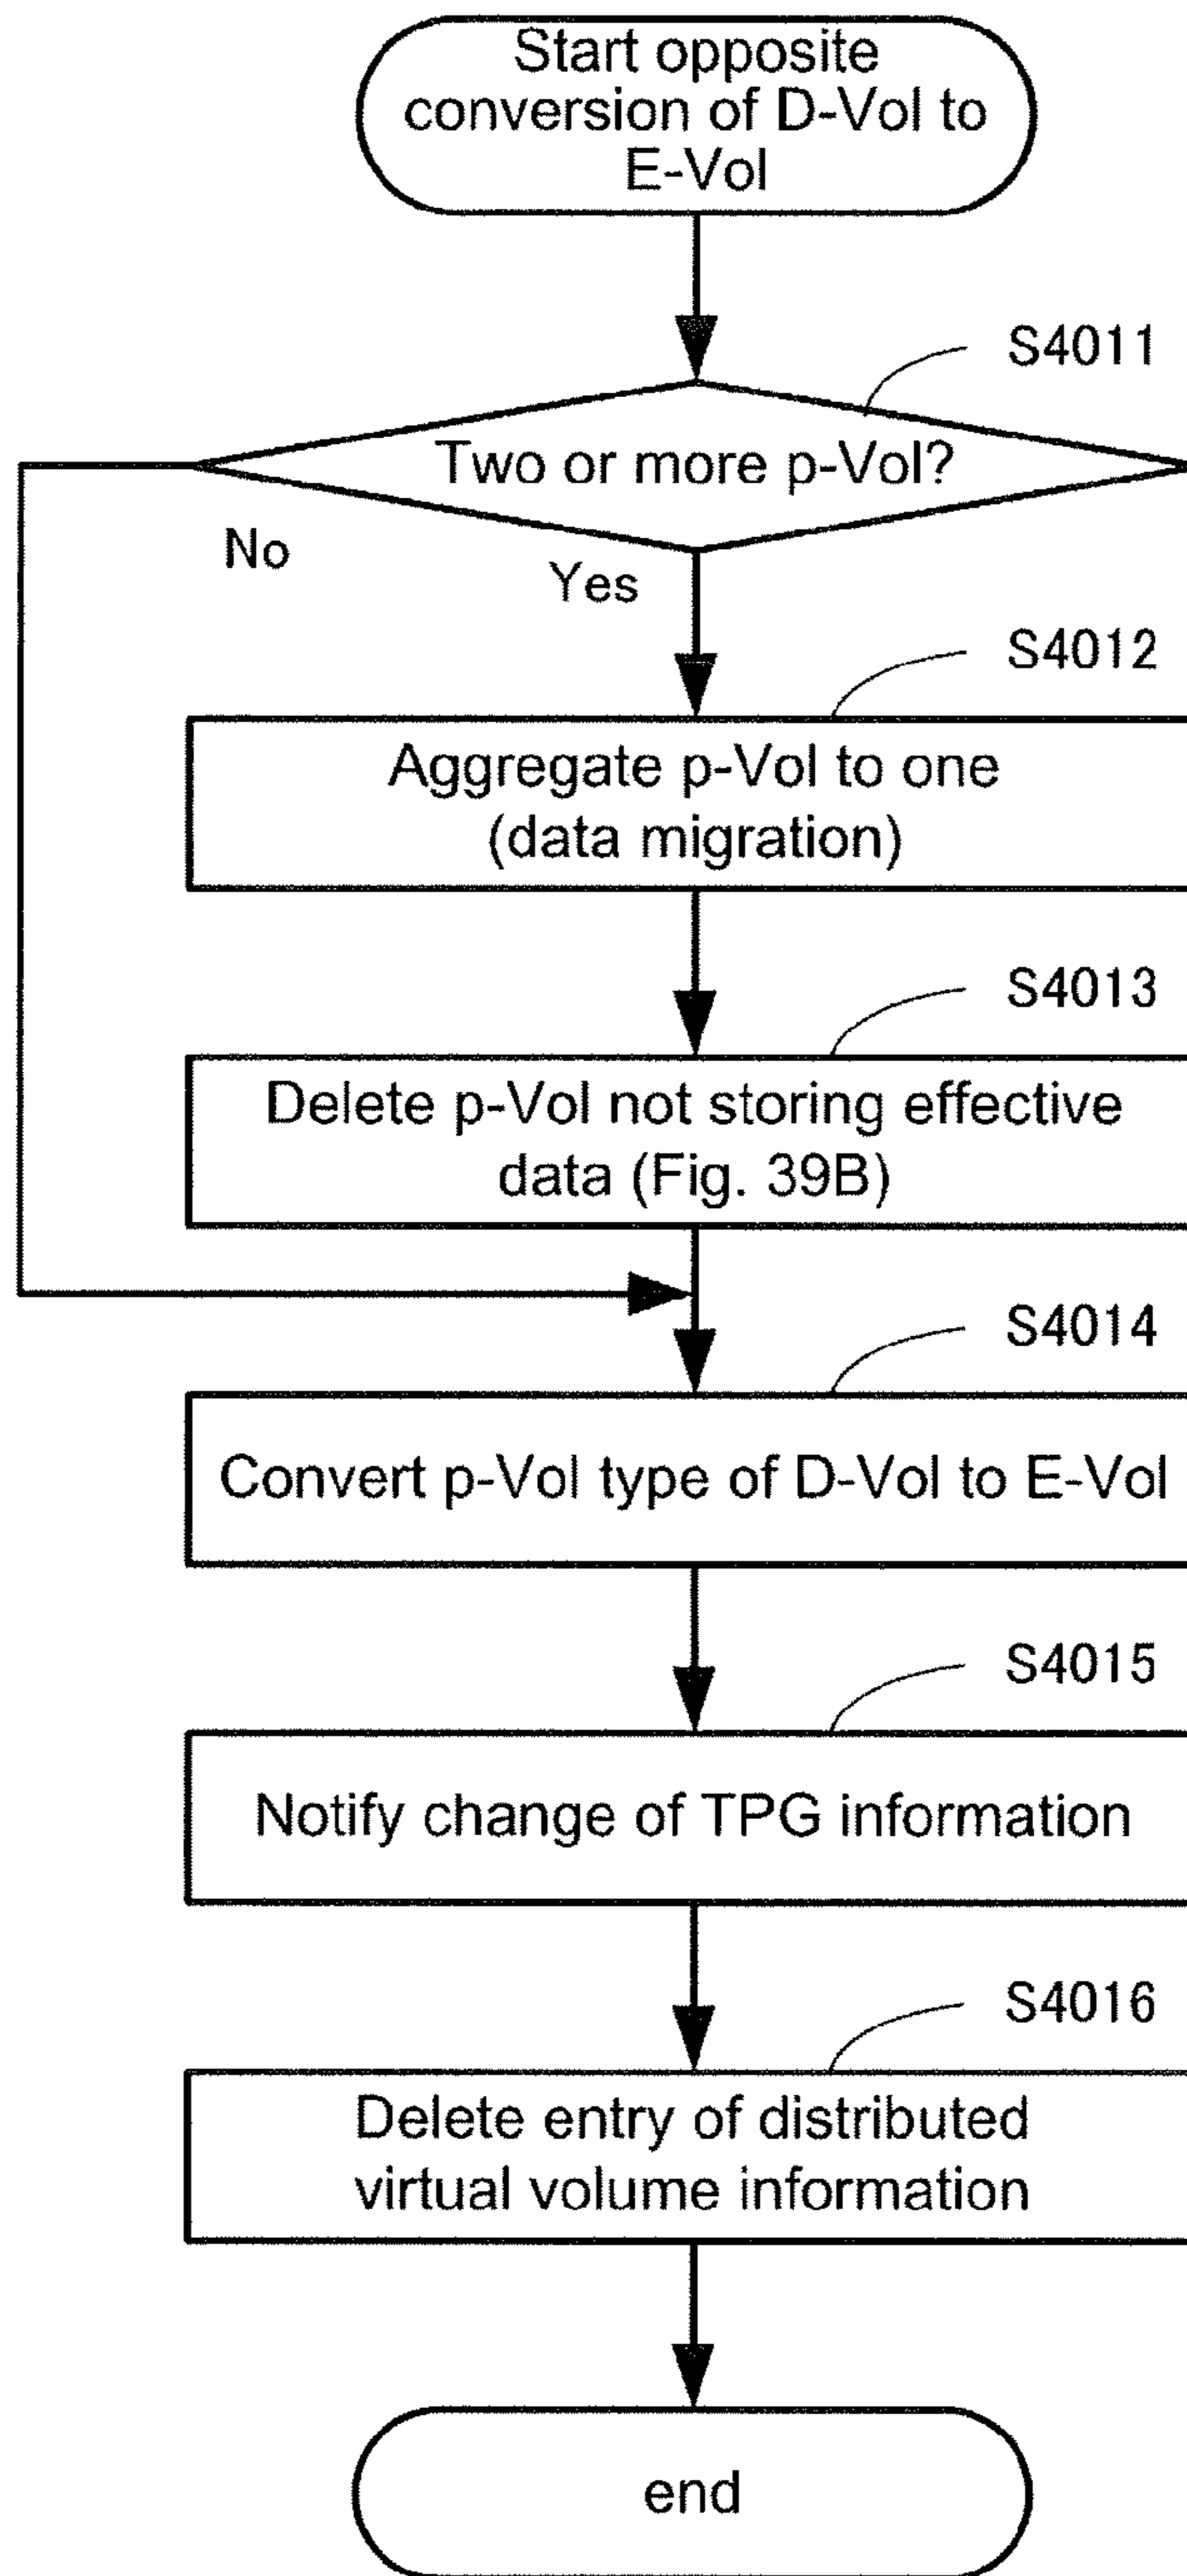 Start opposite
conversion of D-Vol to
E-Vol
S4011
Two or more p-Vol?
No
Yes
S4012
Aggregate p-Vol to one
(data migration)
S4013
Delete p-Vol not storing effective
data (Fig. 39B)
S4014
Convert p-Vol type of D-Vol to E-Vol
S4015
Notify change of TPG information
S4016
Delete entry of distributed
virtual volume information
end